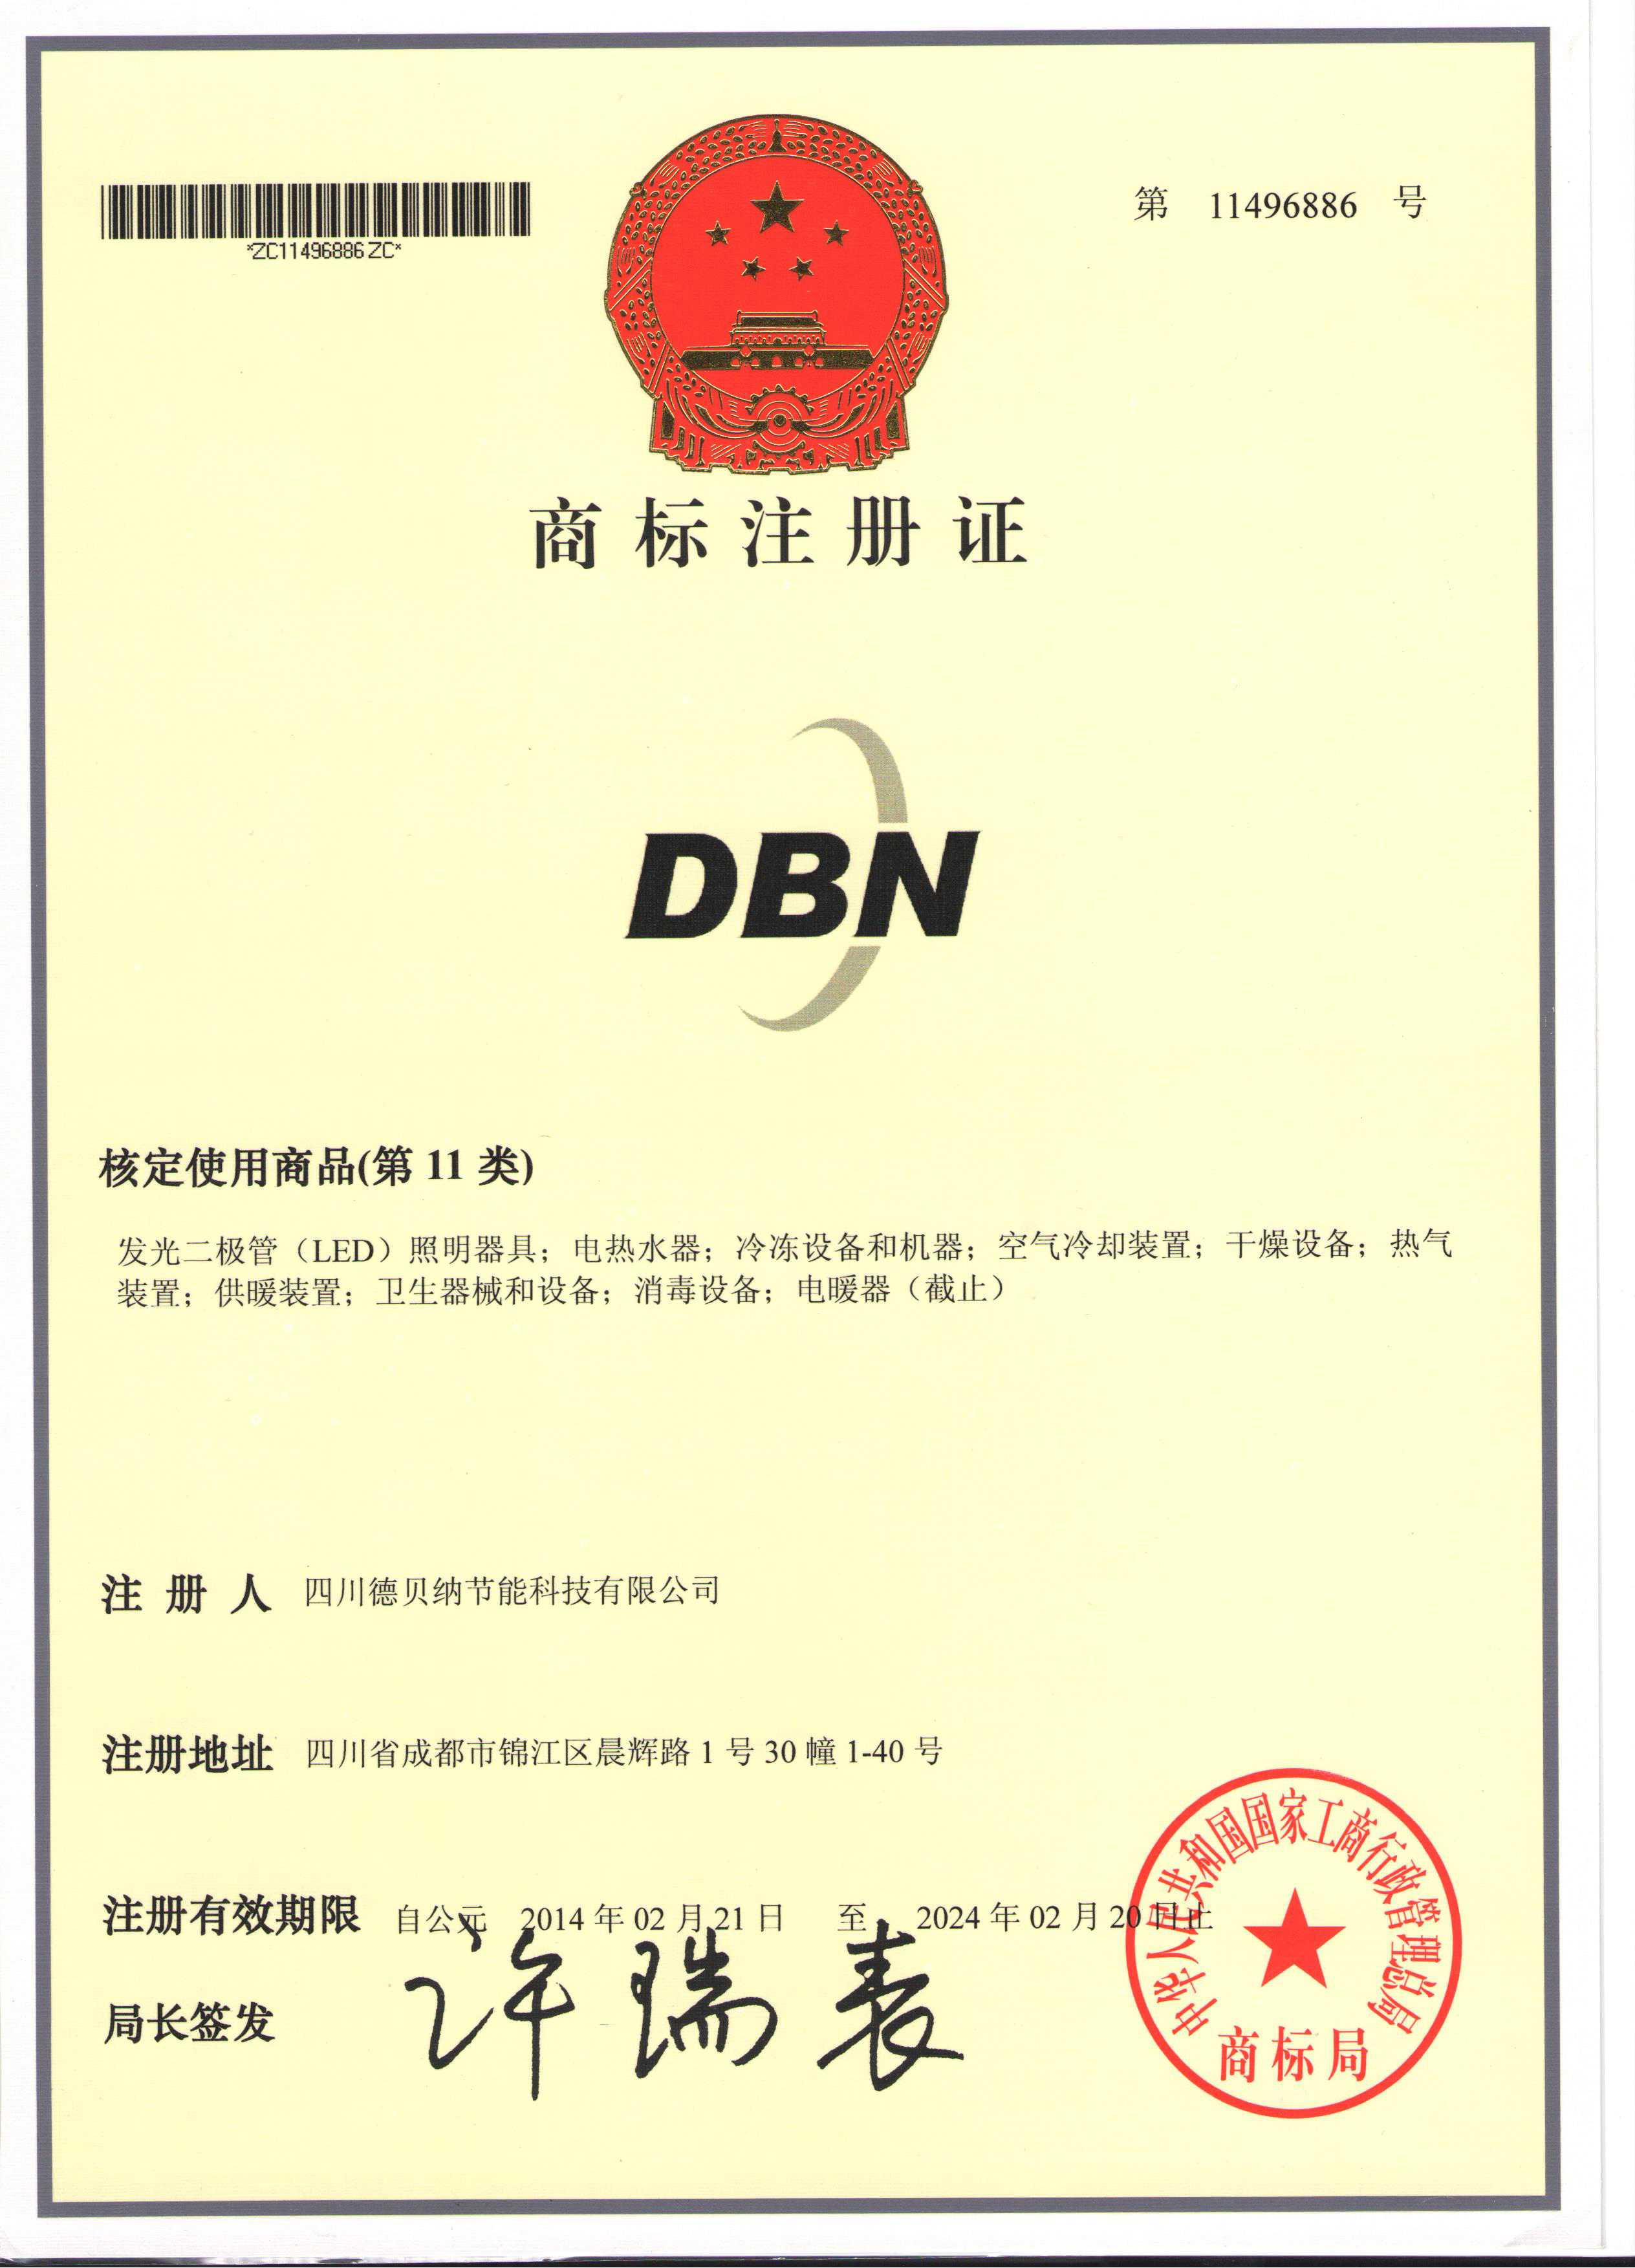 第 11496886 号
*ZC11496886ZC*
商标注册证
DBN
核定使用商品(第 11 类)
发光二极管（LED）照明器具；电热水器；冷冻设备和机器；空气冷却装置；干燥设备；热气
装置；供暖装置；卫生器械和设备；消毒设备；电暖器（截止）
注 册 人 四川德贝纳节能科技有限公司
注册地址 四川省成都市锦江区晨辉路 1 号 30 幢 1-40 号
注册有效期限 自公元 2014 年 02 月 21 日 至 2024 年 02 月 20 日止
局长签发 许瑞表
中华人民共和国国家工商行政管理总局
商标局